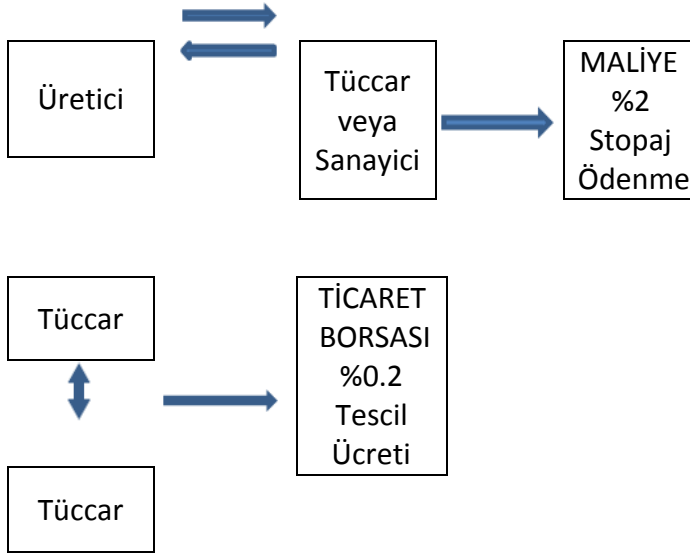 Üretici
Tüccar
veya
Sanayici
MALİYE
%2
Stopaj
Ödenme
Tüccar
TİCARET
BORSASI
%0.2
Tescil
Ücreti
Tüccar